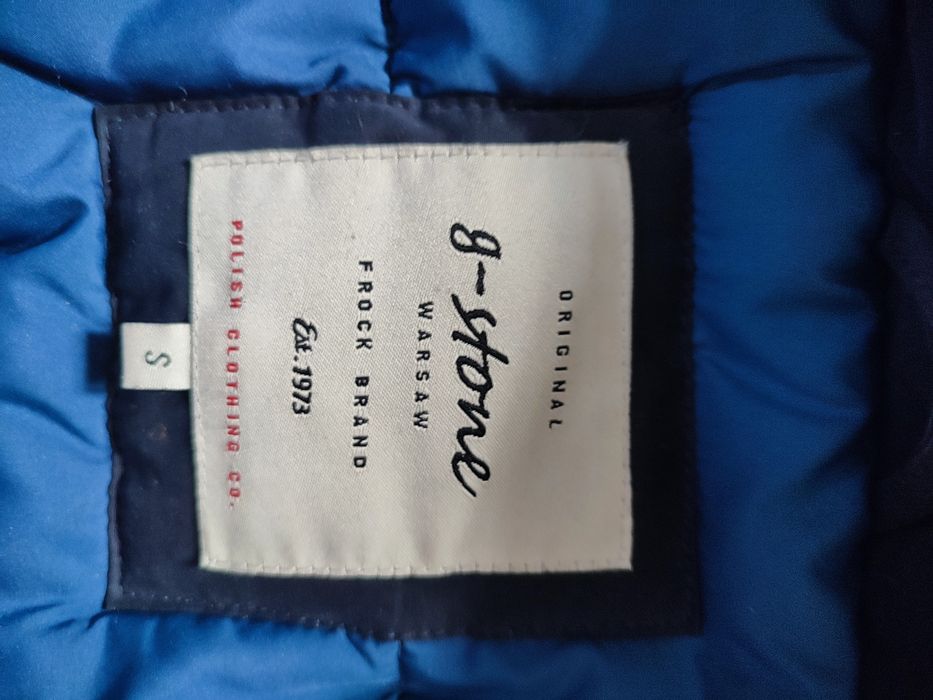 ORIGINAL
g-stone
WARSAW
FROCK BRAND
Est. 1973
POLISH CLOTHING CO.
S